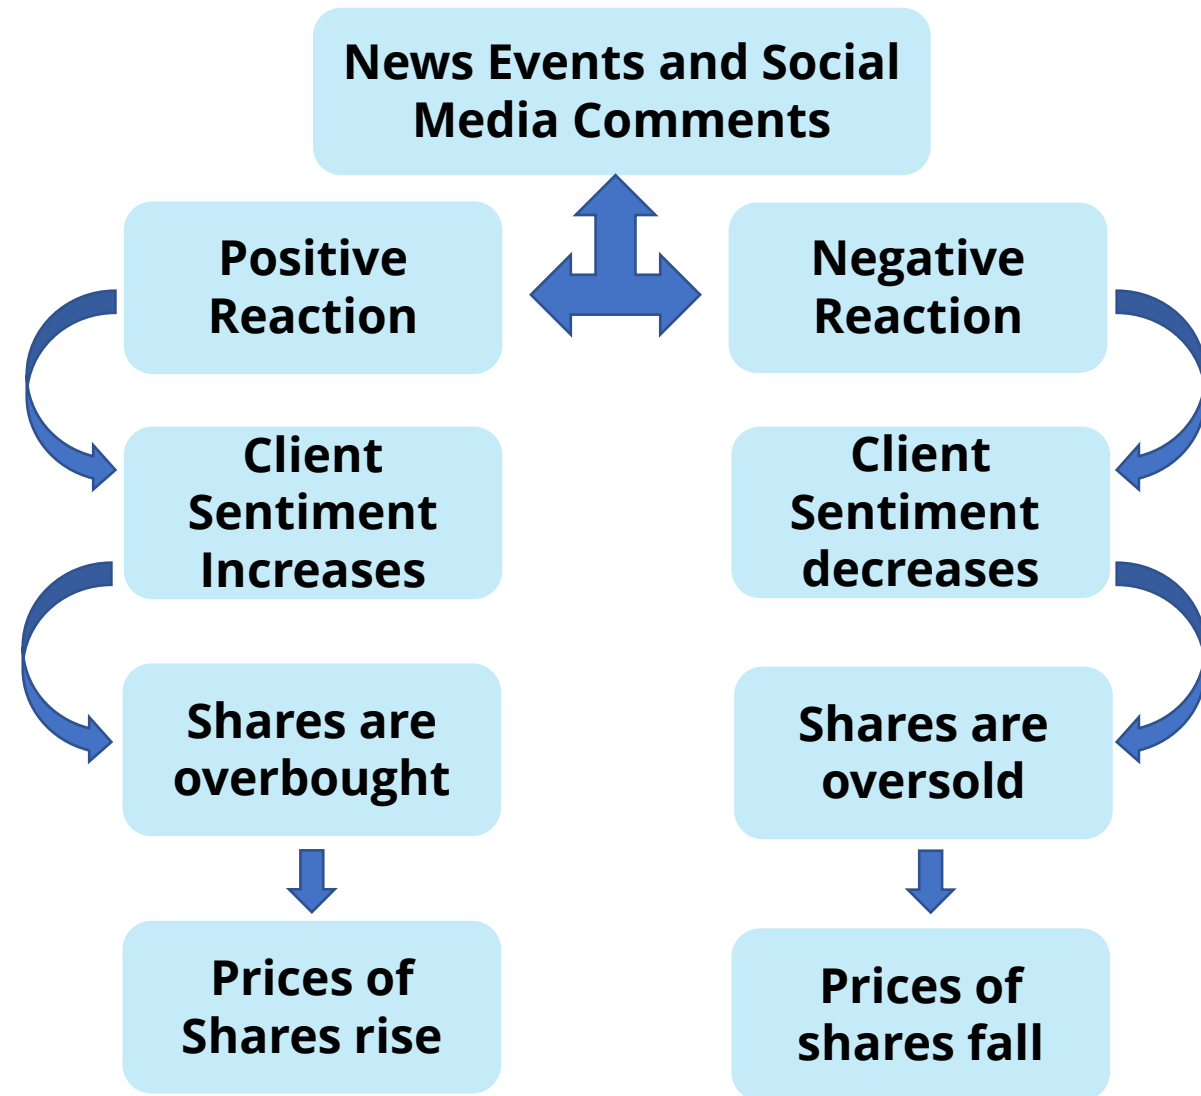 News Events and Social
Media Comments
Positive
Reaction
Negative
Reaction
Client
Sentiment
Increases
Client
Sentiment
decreases
Shares are
overbought
Shares are
oversold
Prices of
Shares rise
Prices of
shares fall